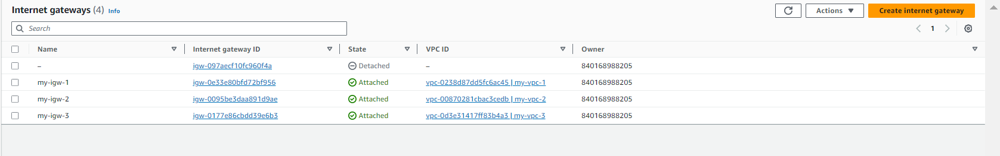 Internet gateways (4) Info
Actions
Create internet gateway
Search
1
Name Internet gateway ID State VPC ID Owner
– igw-097aecf10fc960f4a Detached – 840168988205
my-igw-1 igw-0e33e80bfd72bf956 Attached vpc-0238d87dd5fc6ac45 | my-vpc-1 840168988205
my-igw-2 igw-0095be3daa891d9ae Attached vpc-00870281cbac3cedb | my-vpc-2 840168988205
my-igw-3 igw-0177e86cbdd39e6b3 Attached vpc-0d3e31417ff83b4a3 | my-vpc-3 840168988205